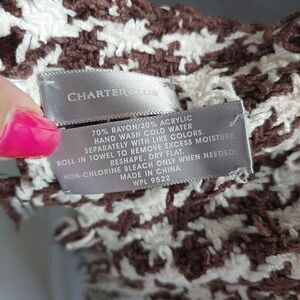 CHARTER CLUB
70% RAYON/30% ACRYLIC
HAND WASH COLD WATER
SEPARATELY WITH LIKE COLORS.
ROLL IN TOWEL TO REMOVE EXCESS MOISTURE.
RESHAPE, DRY FLAT.
NON-CHLORINE BLEACH ONLY WHEN NEEDED.
MADE IN CHINA
WPL 9522